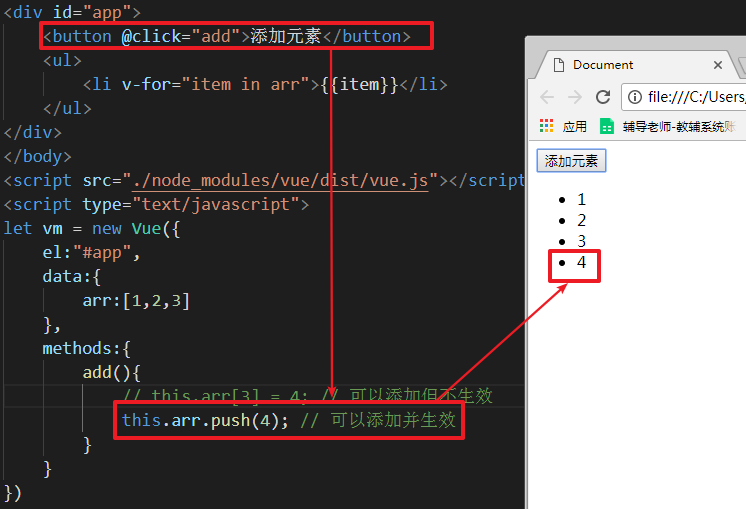 <div id="app">
<button @click="add">添加元素</button>
<ul>
<li v-for="item in arr">{{item}}</li>
</ul>
</div>
</body>
<script src="./node_modules/vue/dist/vue.js"></script
<script type="text/javascript">
let vm = new Vue({
el:"#app",
data:{
arr:[1,2,3]
},
methods:{
add(){
// this.arr[3] = 4; // 可以添加但不生效
this.arr.push(4); // 可以添加并生效
}
}
})
Document
file:///C:/Users,
应用
辅导老师-教辅系统账
添加元素
1
2
3
4